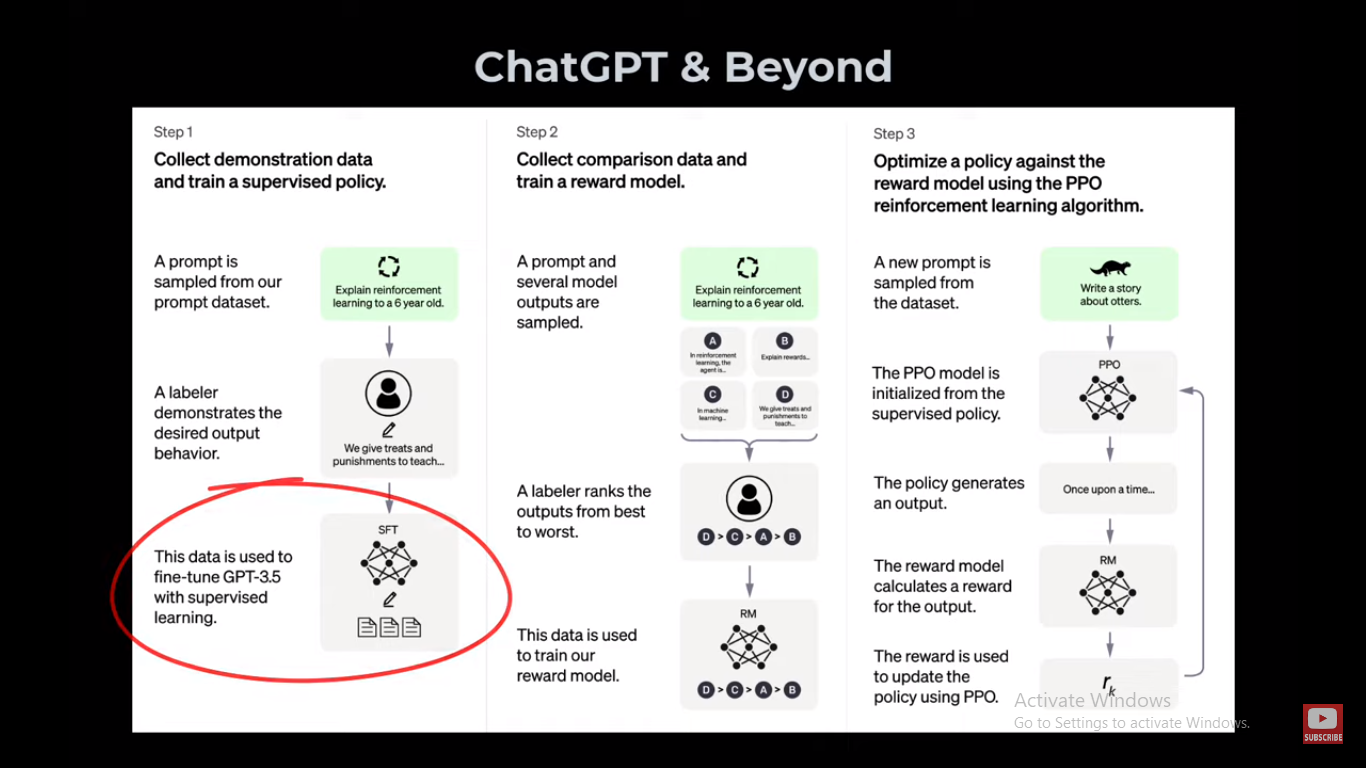 ChatGPT & Beyond
Step 1
Collect demonstration data
and train a supervised policy.
A prompt is
sampled from our
prompt dataset.
Explain reinforcement
learning to a 6 year old.
A labeler
demonstrates the
desired output
behavior.
We give treats and
punishments to teach...
This data is used to
fine-tune GPT-3.5
with supervised
learning.
SFT
Step 2
Collect comparison data and
train a reward model.
A prompt and
several model
outputs are
sampled.
Explain reinforcement
learning to a 6 year old.
A
In reinforcement
learning, the
agent is...
B
Explain rewards...
C
In machine
learning...
D
We give treats and
punishments to
teach...
A labeler ranks the
outputs from best
to worst.
D > C > A > B
This data is used
to train our
reward model.
RM
D > C > A > B
Step 3
Optimize a policy against the
reward model using the PPO
reinforcement learning algorithm.
A new prompt is
sampled from
the dataset.
Write a story
about otters.
The PPO model is
initialized from the
supervised policy.
PPO
The policy generates
an output.
Once upon a time...
The reward model
calculates a reward
for the output.
RM
The reward is used
to update the
policy using PPO.
rk
Activate Windows
Go to Settings to activate Windows.
SUBSCRIBE